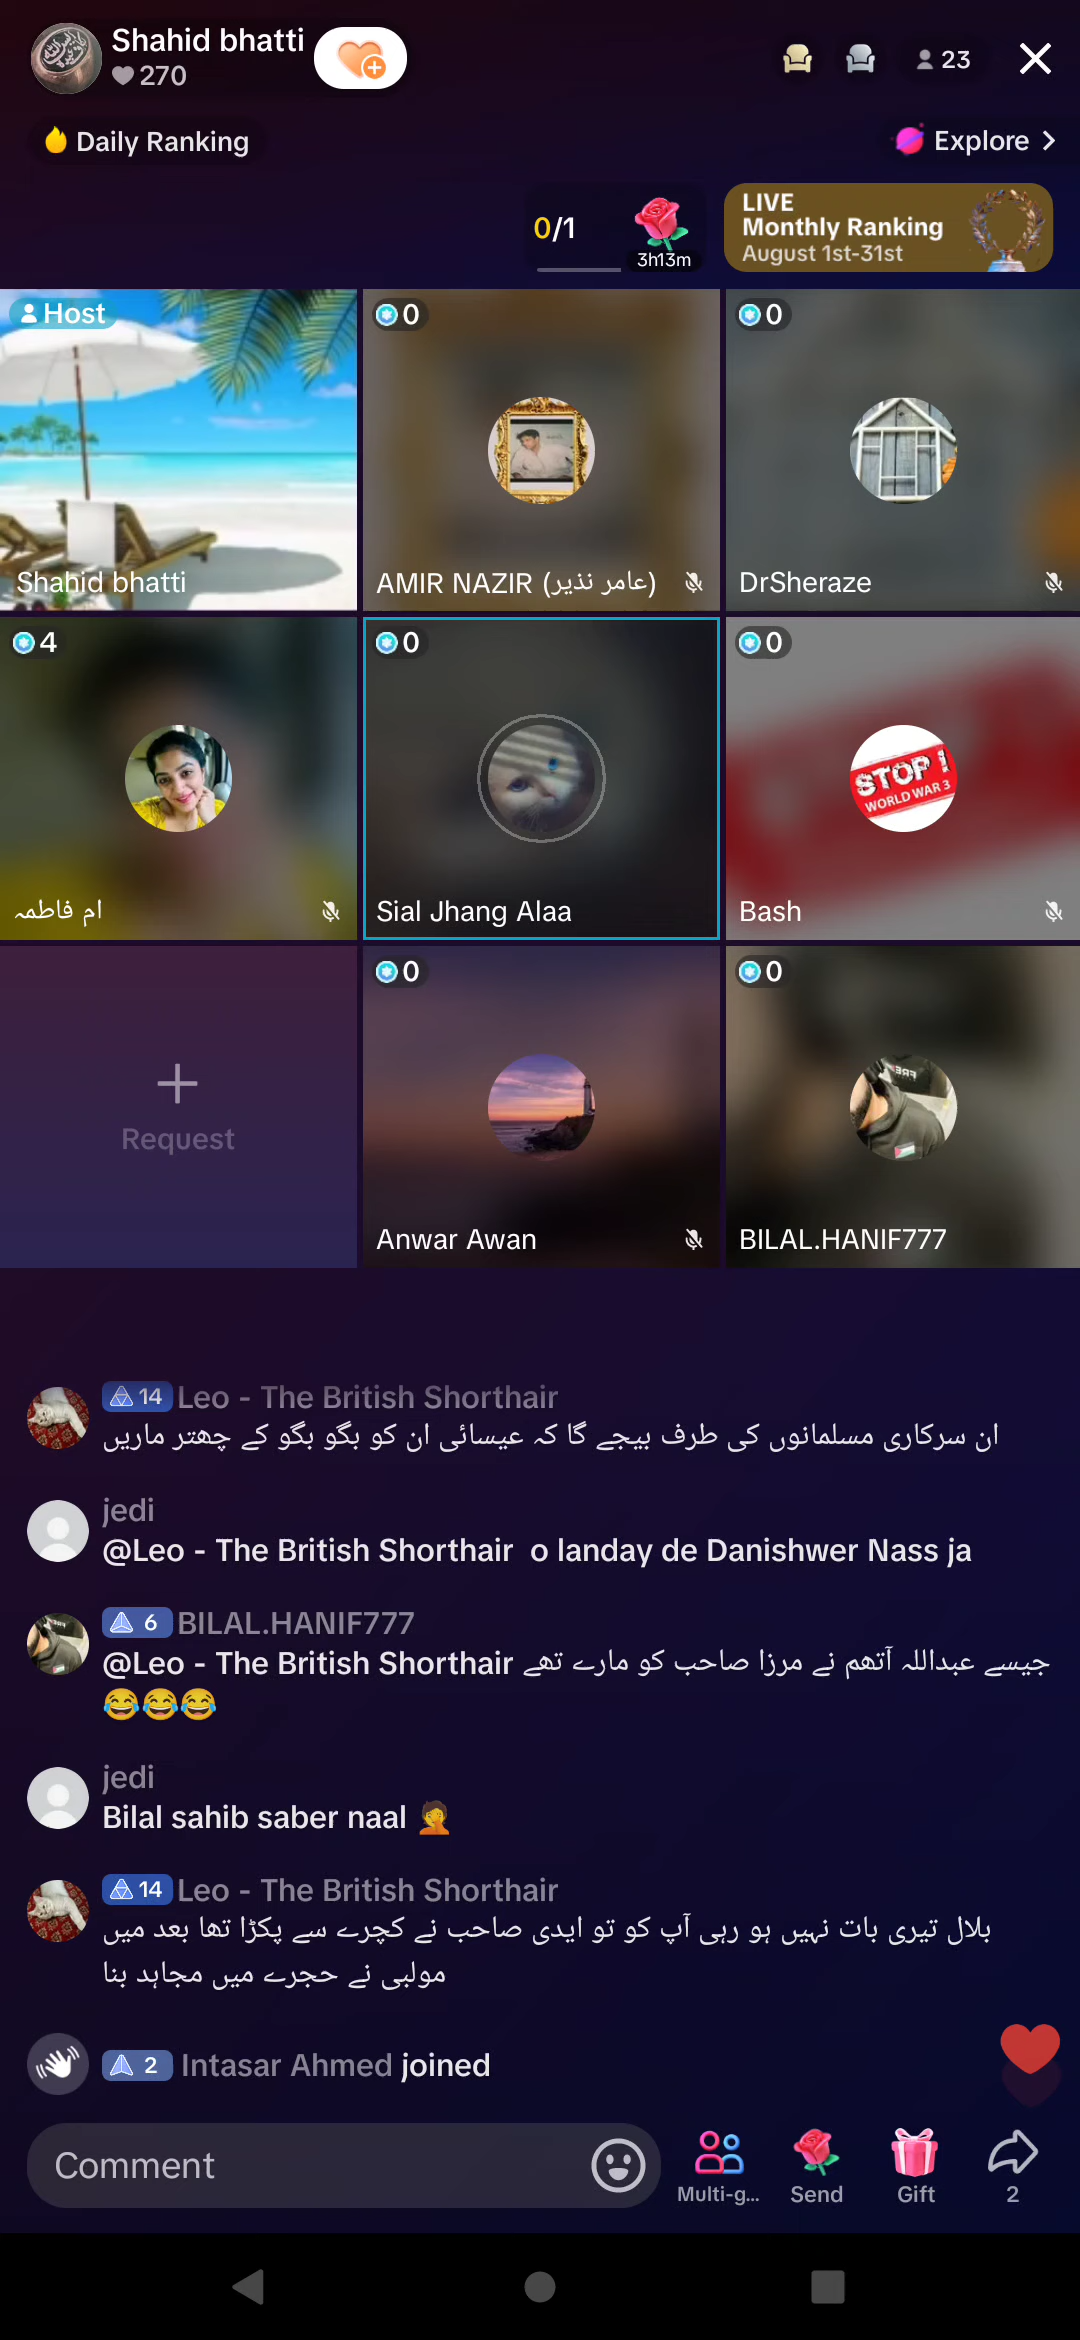 Shahid bhatti
270
23
Daily Ranking
Explore
0/1
3h13m
LIVE
Monthly Ranking
August 1st-31st
Host
Shahid bhatti
0
AMIR NAZIR (عامر نذیر)
0
DrSheraze
4
ام فاطمہ
0
Sial Jhang Alaa
0
STOP!
WORLD WAR 3
Bash
Request
0
Anwar Awan
0
BILAL.HANIF777
14 Leo - The British Shorthair
ان سرکاری مسلمانوں کی طرف بیجے گا کہ عیسائی ان کو بگو بگو کے چھتر ماریں
jedi
@Leo - The British Shorthair o landay de Danishwer Nass ja
6 BILAL.HANIF777
@Leo - The British Shorthair جیسے عبداللہ آتھم نے مرزا صاحب کو مارے تھے
😂😂😂
jedi
Bilal sahib saber naal 🤦
14 Leo - The British Shorthair
بلال تیری بات نہیں ہو رہی آپ کو تو ایدی صاحب نے کچرے سے پکڑا تھا بعد میں
مولبی نے حجرے میں مجاہد بنا
2 Intasar Ahmed joined
Comment
Multi-g...
Send
Gift
2